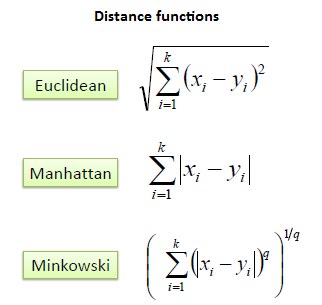 Distance functions
Euclidean √(∑_{i=1}^{k} (x_i − y_i)²)
Manhattan ∑_{i=1}^{k} |x_i − y_i|
Minkowski (∑_{i=1}^{k} (|x_i − y_i|)^q)^{1/q}